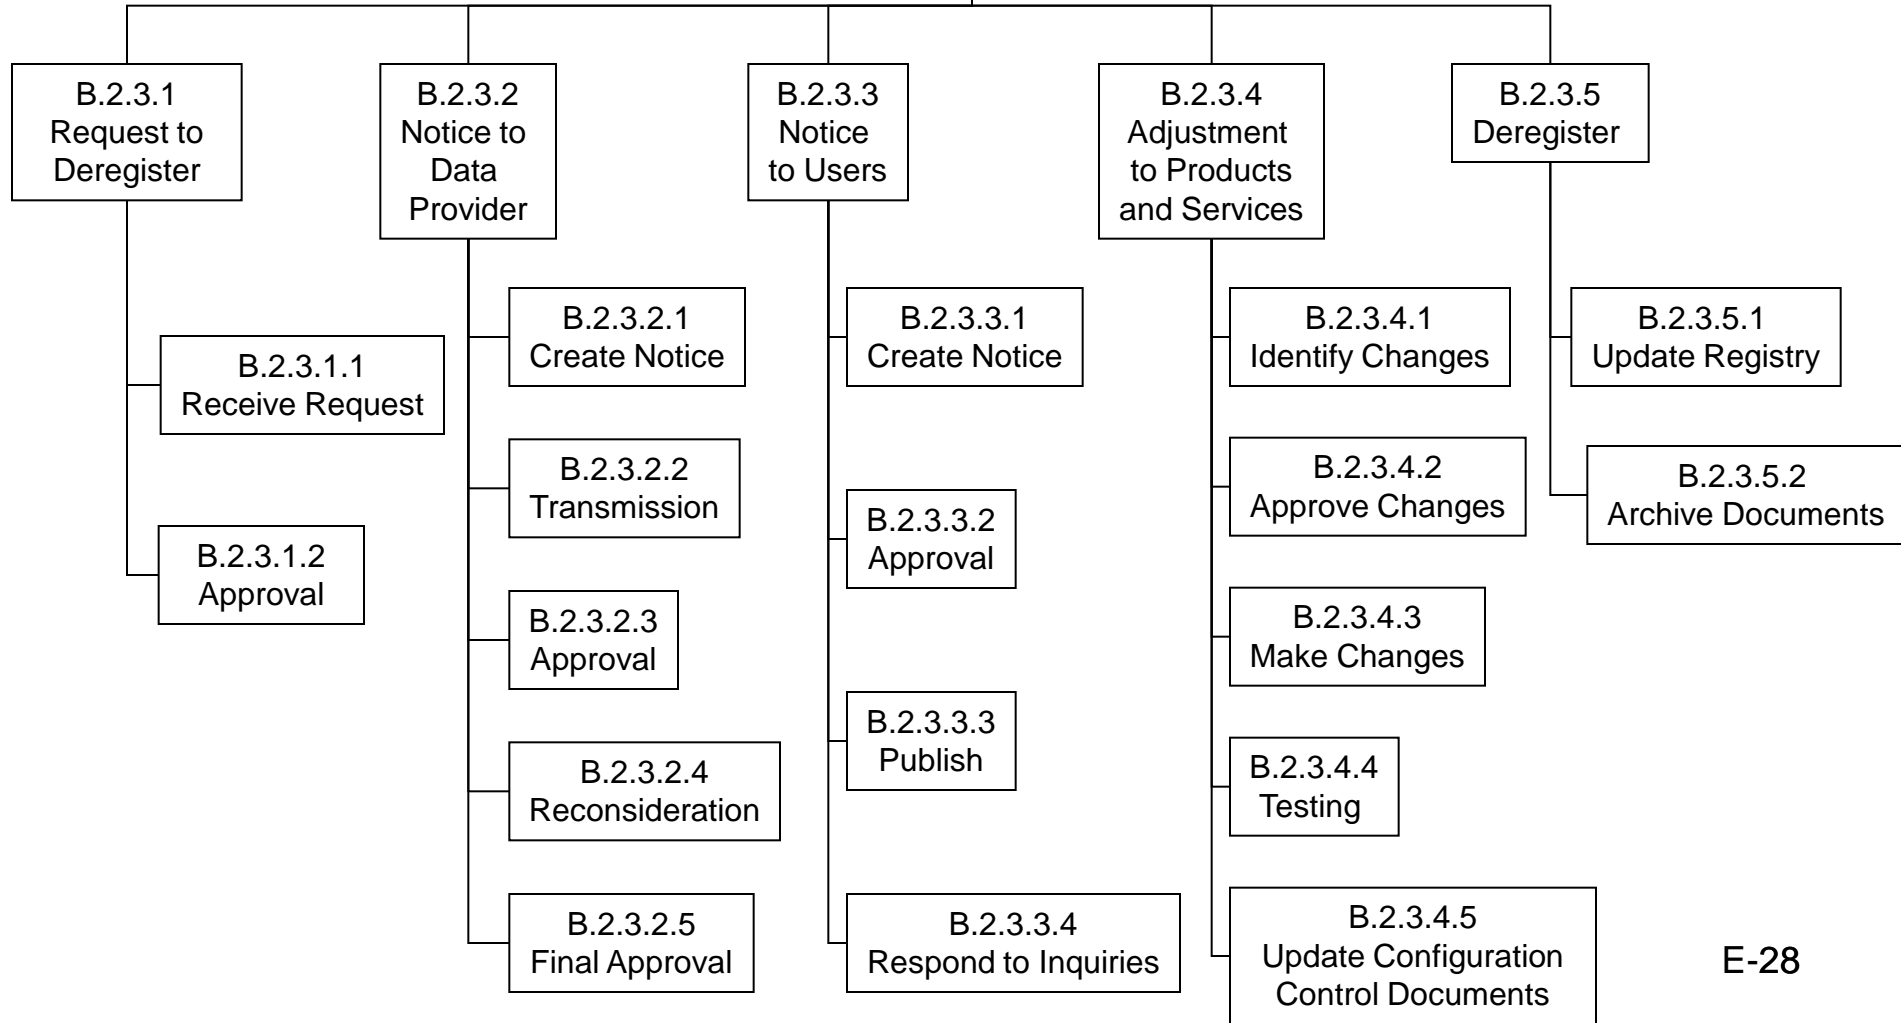 B.2.3.1
Request to
Deregister
B.2.3.2
Notice to
Data
Provider
B.2.3.3
Notice
to Users
B.2.3.4
Adjustment
to Products
and Services
B.2.3.5
Deregister
B.2.3.1.1
Receive Request
B.2.3.1.2
Approval
B.2.3.2.1
Create Notice
B.2.3.2.2
Transmission
B.2.3.2.3
Approval
B.2.3.2.4
Reconsideration
B.2.3.2.5
Final Approval
B.2.3.3.1
Create Notice
B.2.3.3.2
Approval
B.2.3.3.3
Publish
B.2.3.3.4
Respond to Inquiries
B.2.3.4.1
Identify Changes
B.2.3.4.2
Approve Changes
B.2.3.4.3
Make Changes
B.2.3.4.4
Testing
B.2.3.4.5
Update Configuration
Control Documents
B.2.3.5.1
Update Registry
B.2.3.5.2
Archive Documents
E-28